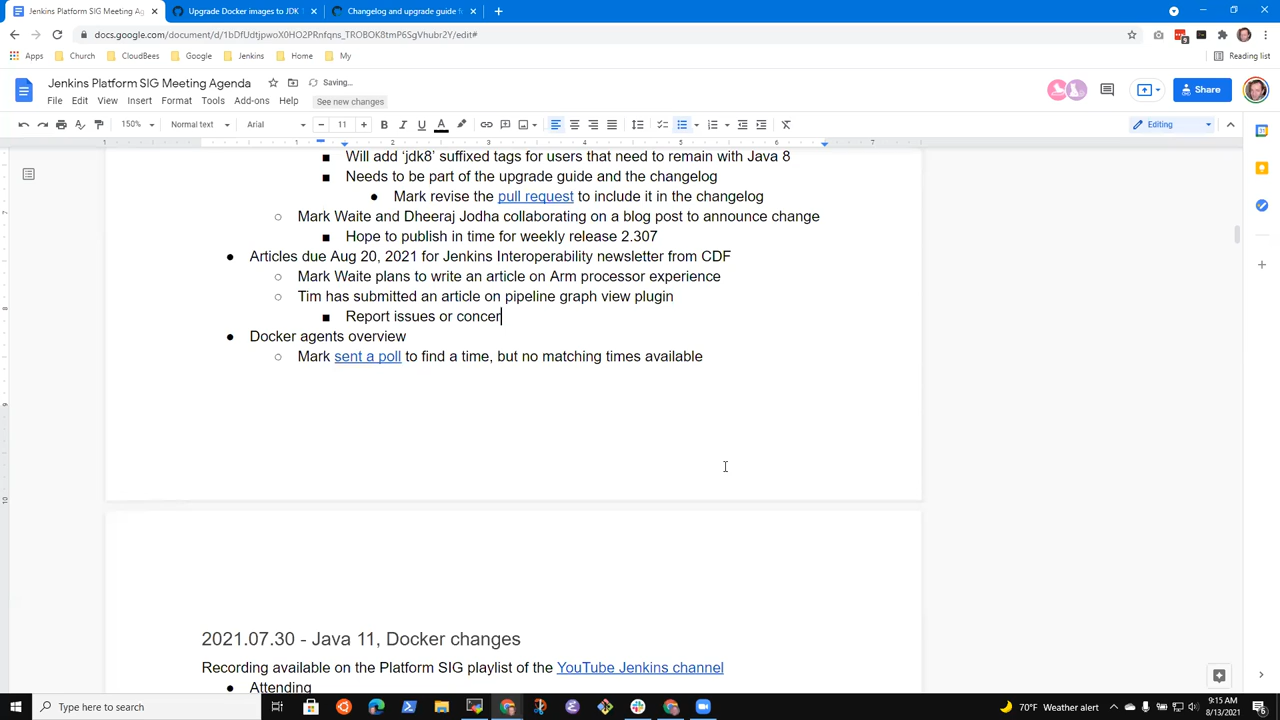 Jenkins Platform SIG Meeting Ag
Upgrade Docker images to JDK
Changelog and upgrade guide f
docs.google.com/document/d/1bDfUdtjpwoX0HO2PRnfqns_TROBOK8tmP6SgVhubr2Y/edit#
Apps
Church
CloudBees
Google
Jenkins
Home
My
Reading list
Jenkins Platform SIG Meeting Agenda
Saving...
File Edit View Insert Format Tools Add-ons Help
See new changes
Share
150%
Normal text
Arial
11
Editing
1 1 2 3 4 5 6 7
■ Will add ‘jdk8’ suffixed tags for users that need to remain with Java 8
■ Needs to be part of the upgrade guide and the changelog
● Mark revise the pull request to include it in the changelog
○ Mark Waite and Dheeraj Jodha collaborating on a blog post to announce change
■ Hope to publish in time for weekly release 2.307
● Articles due Aug 20, 2021 for Jenkins Interoperability newsletter from CDF
○ Mark Waite plans to write an article on Arm processor experience
○ Tim has submitted an article on pipeline graph view plugin
■ Report issues or concer
● Docker agents overview
○ Mark sent a poll to find a time, but no matching times available
2021.07.30 - Java 11, Docker changes
Recording available on the Platform SIG playlist of the YouTube Jenkins channel
● Attending
Type here to search
70°F Weather alert
9:15 AM
8/13/2021